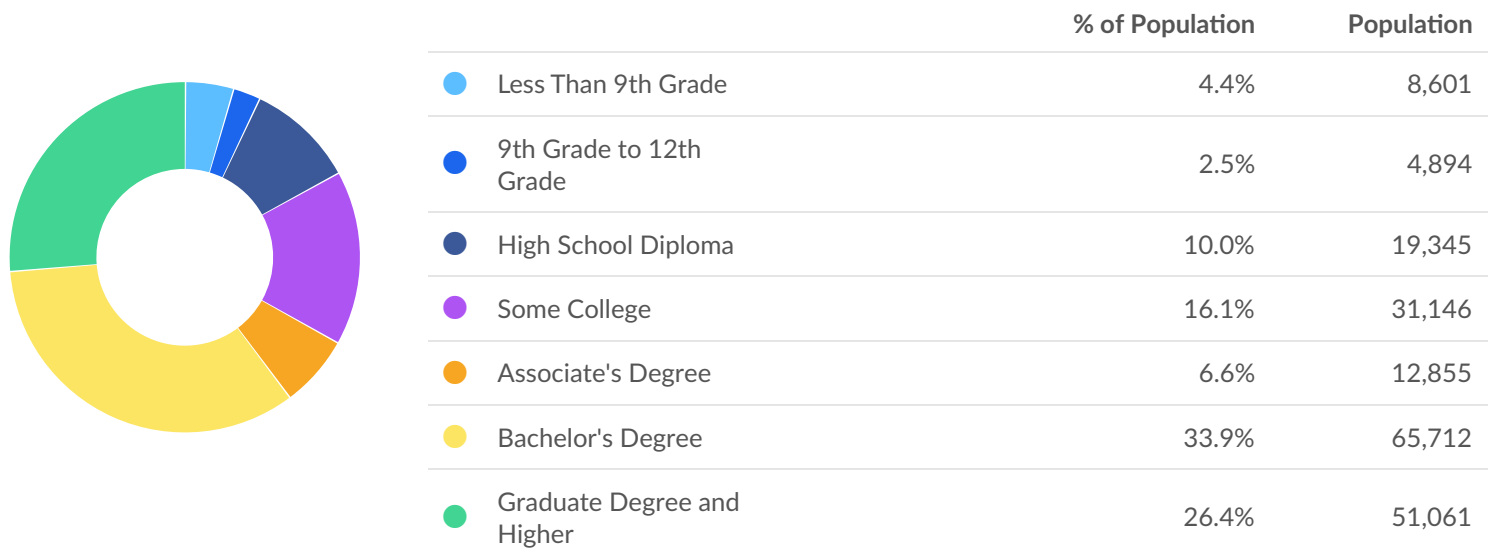 % of Population Population
Less Than 9th Grade 4.4% 8,601
9th Grade to 12th
Grade 2.5% 4,894
High School Diploma 10.0% 19,345
Some College 16.1% 31,146
Associate's Degree 6.6% 12,855
Bachelor's Degree 33.9% 65,712
Graduate Degree and
Higher 26.4% 51,061